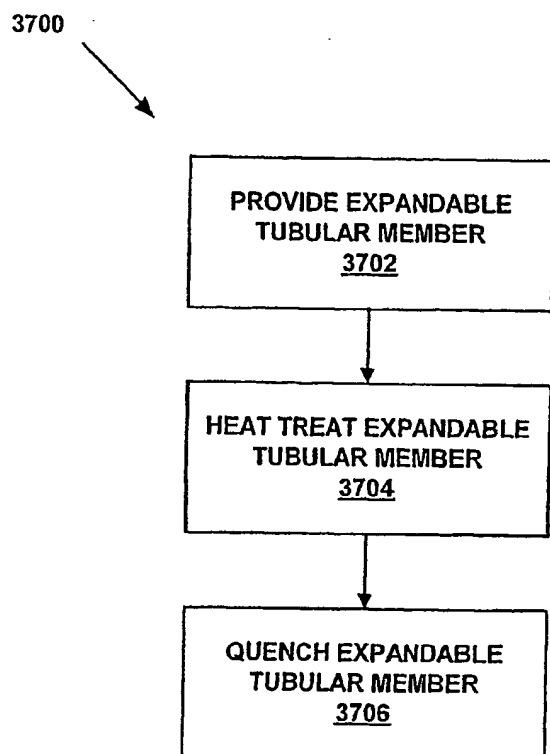 3700
PROVIDE EXPANDABLE
TUBULAR MEMBER
3702
HEAT TREAT EXPANDABLE
TUBULAR MEMBER
3704
QUENCH EXPANDABLE
TUBULAR MEMBER
3706